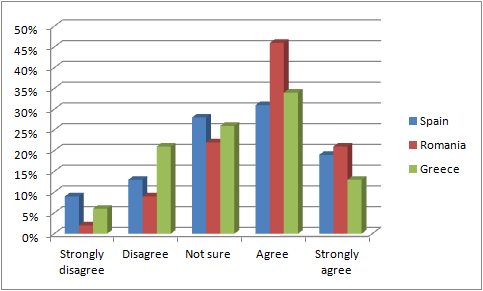 50%
45%
40%
35%
30%
25%
20%
15%
10%
5%
0%
Strongly
disagree
Disagree
Not sure
Agree
Strongly
agree
Spain
Romania
Greece